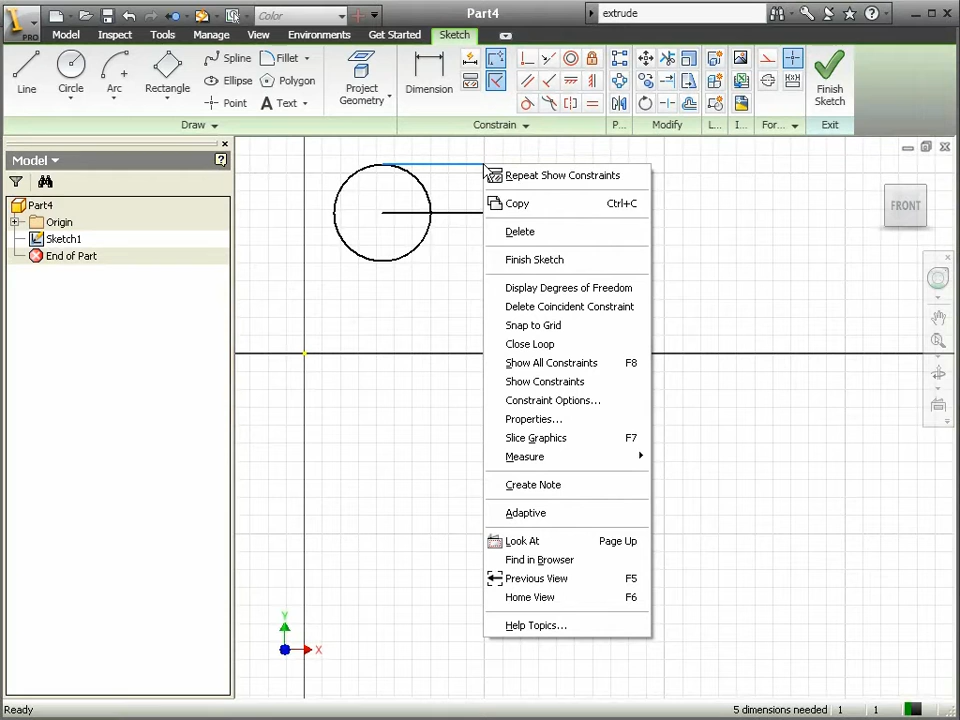 Color
Part4
extrude
PRO
Model
Inspect
Tools
Manage
View
Environments
Get Started
Sketch
Line
Circle
Arc
Rectangle
Spline
Ellipse
Point
Fillet
Polygon
Text
Project
Geometry
Dimension
Finish
Sketch
Draw
Constrain
P...
Modify
L...
I...
For...
Exit
Model
Part4
Origin
Sketch1
End of Part
FRONT
Repeat Show Constraints
Copy Ctrl+C
Delete
Finish Sketch
Display Degrees of Freedom
Delete Coincident Constraint
Snap to Grid
Close Loop
Show All Constraints F8
Show Constraints
Constraint Options...
Properties...
Slice Graphics F7
Measure
Create Note
Adaptive
Look At Page Up
Find in Browser
Previous View F5
Home View F6
Help Topics...
Y
X
Ready
5 dimensions needed 1 1